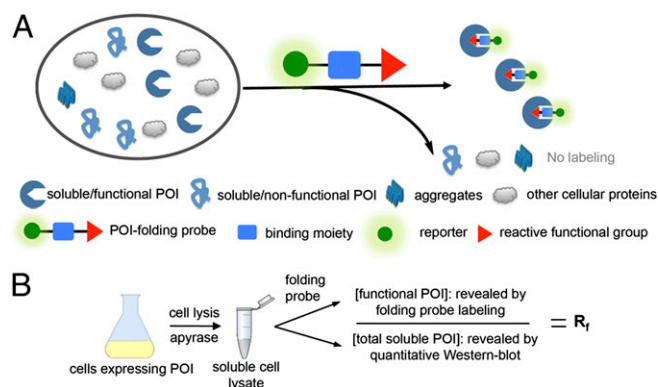 A
No labeling
soluble/functional POI
soluble/non-functional POI
aggregates
other cellular proteins
POI-folding probe
binding moiety
reporter
reactive functional group
B
cells expressing POI
cell lysis
apyrase
soluble cell
lysate
folding
probe
[functional POI]: revealed by
folding probe labeling
[total soluble POI]: revealed by
quantitative Western-blot
= Rf